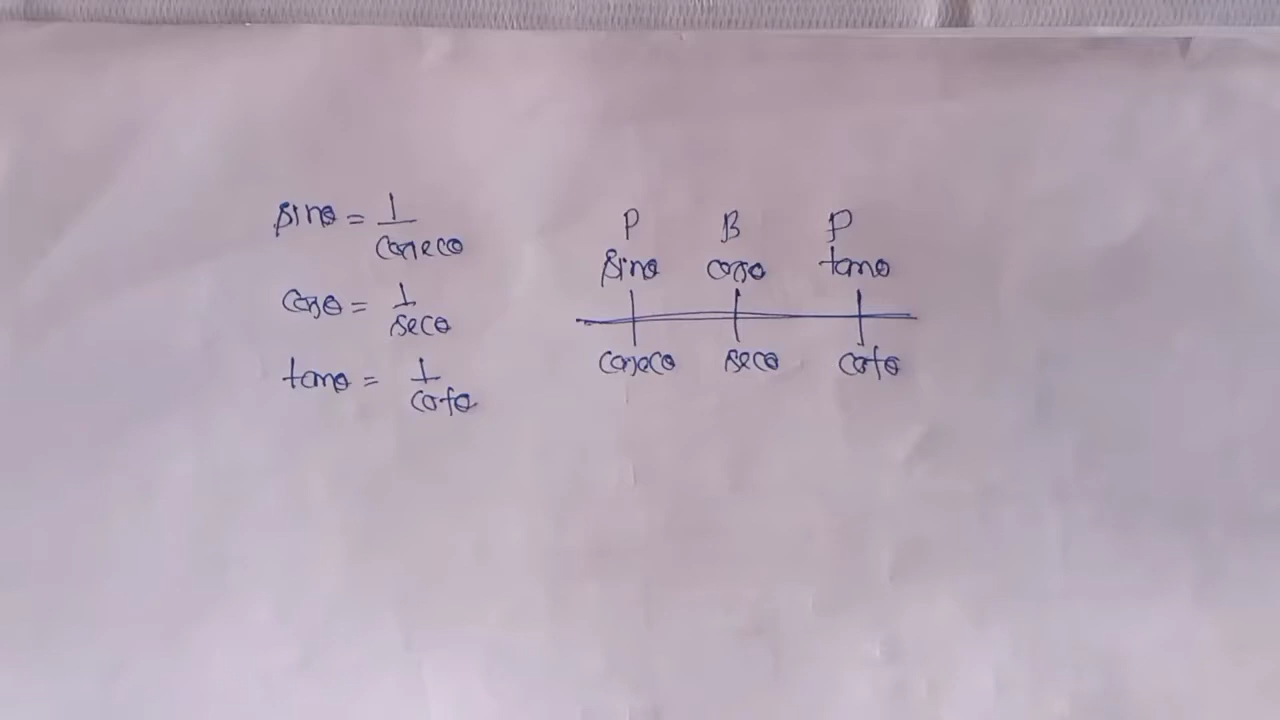 sinθ = 1/cosecθ
cosθ = 1/secθ
tanθ = 1/cotθ
P B P
sinθ cosθ tanθ
cosecθ secθ cotθ